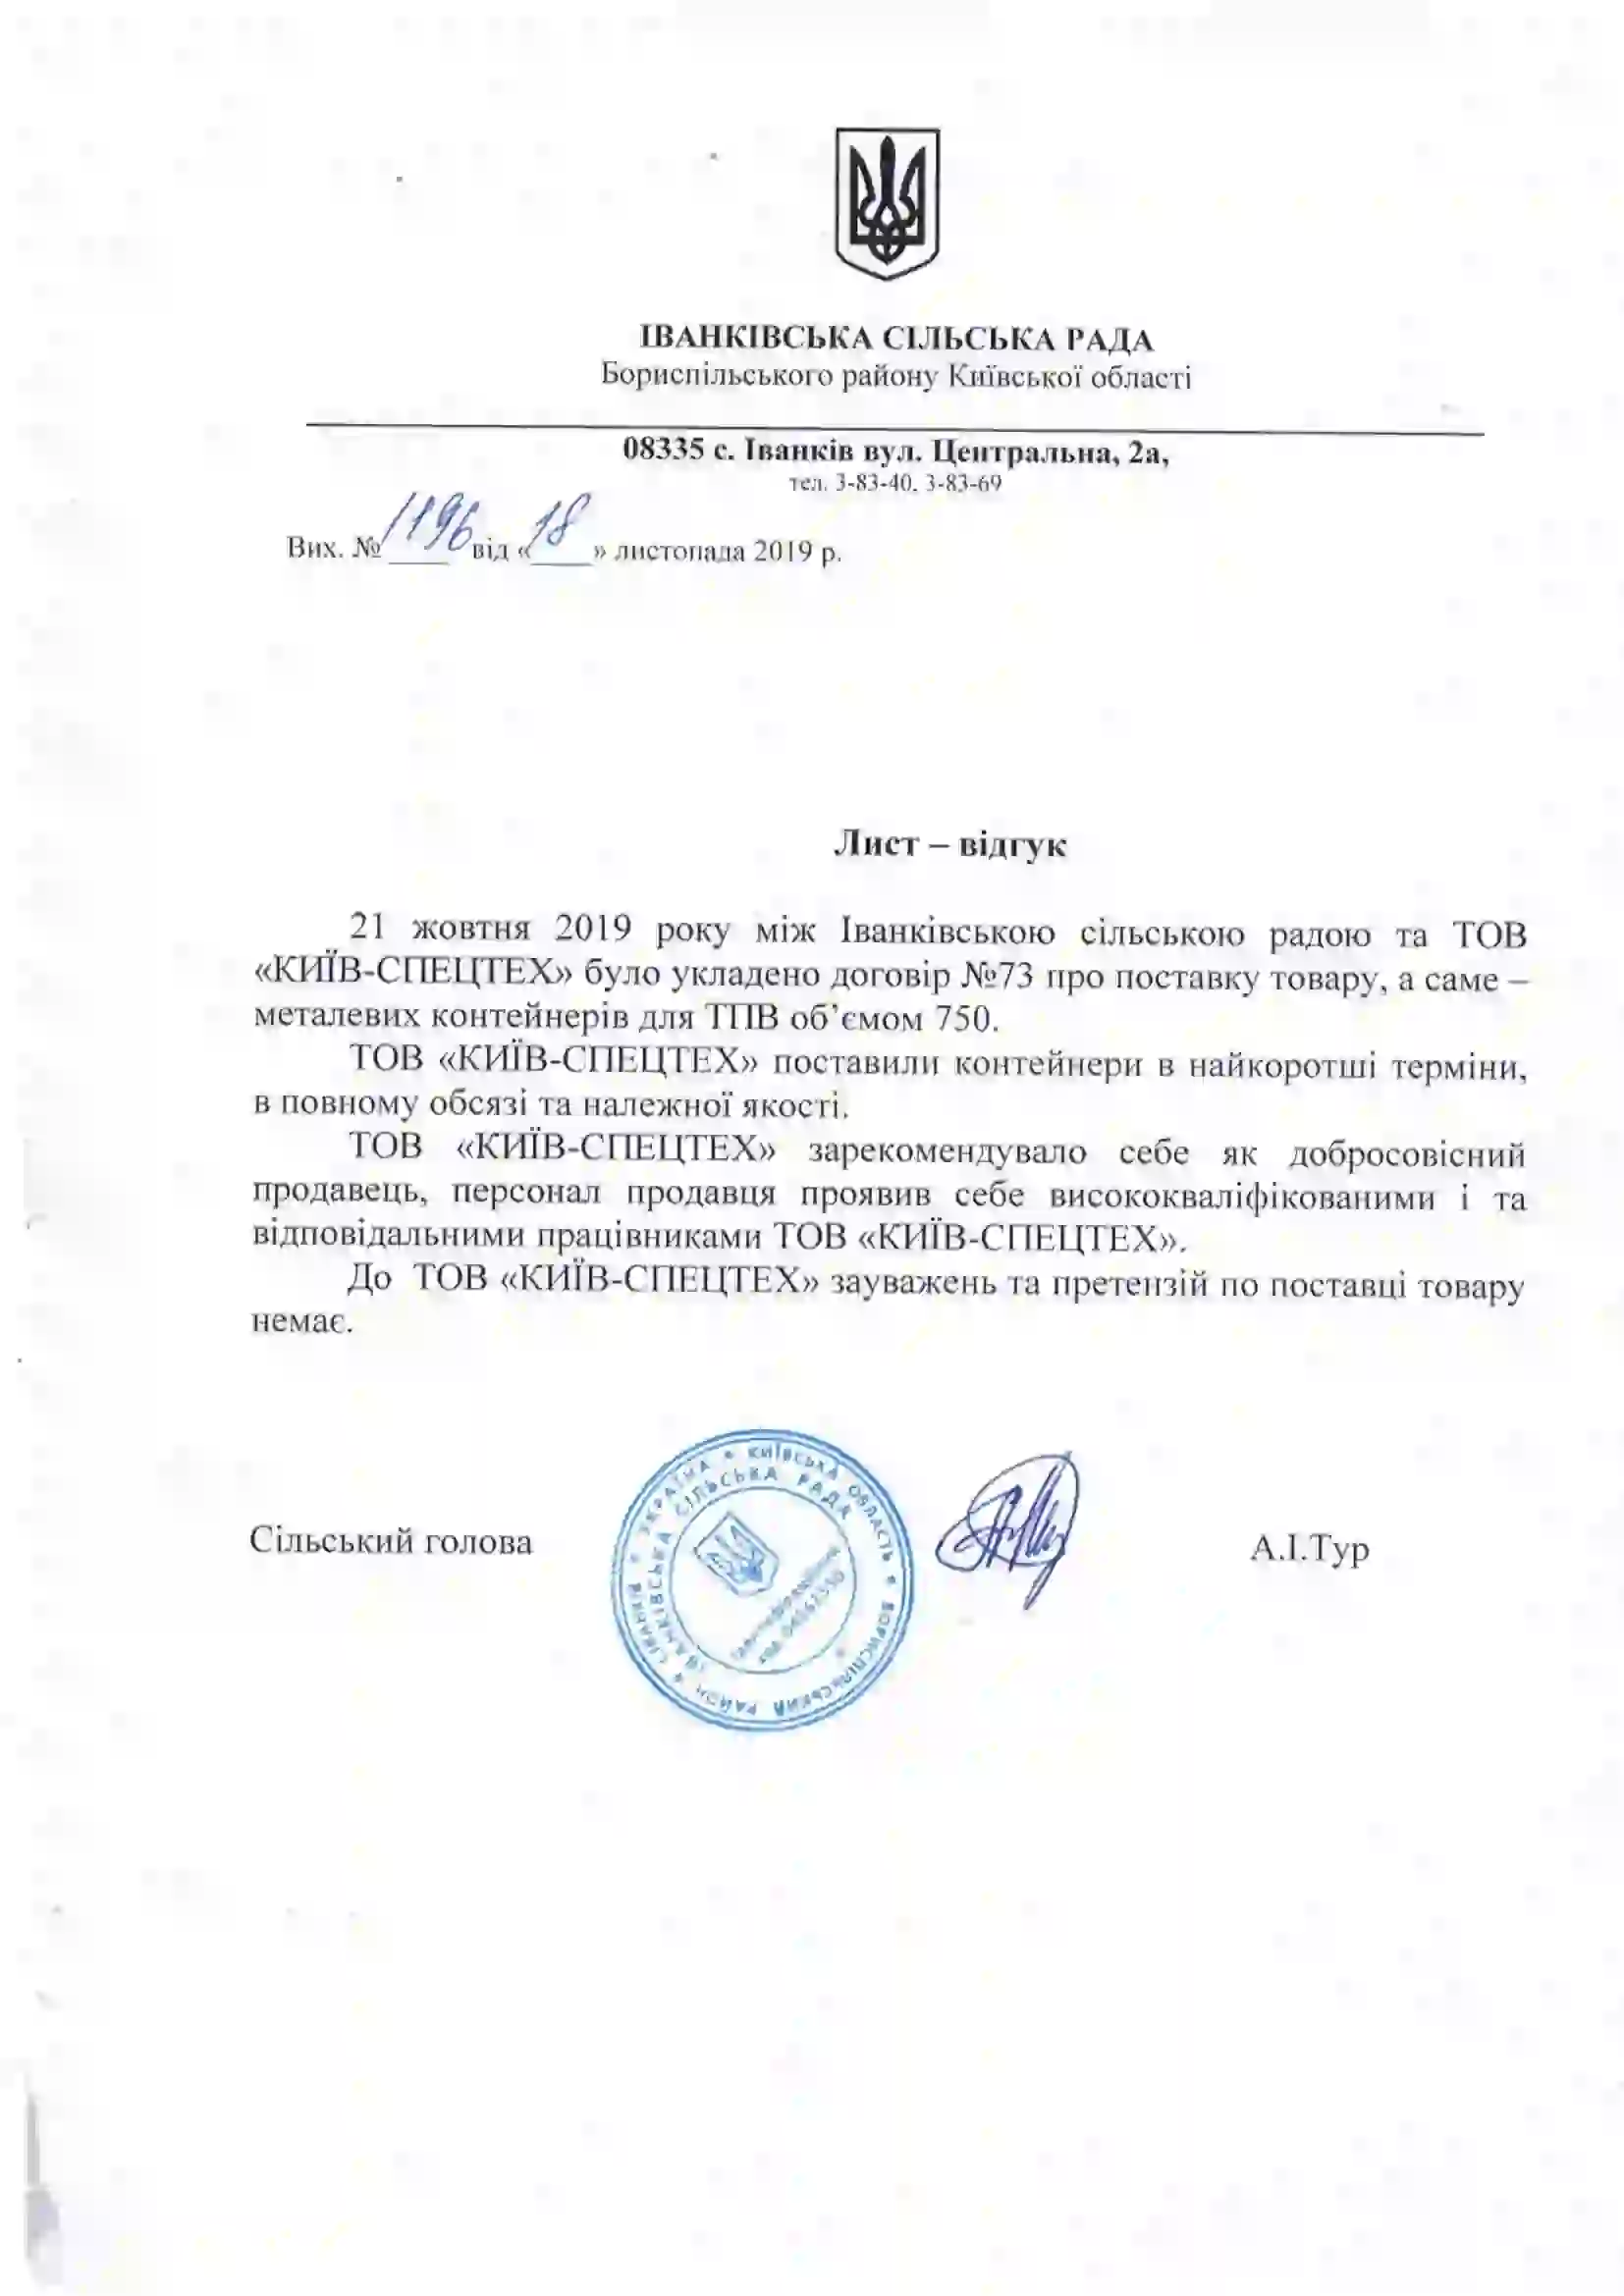 ІВАНКІВСЬКА СІЛЬСЬКА РАДА
Бориспільського району Київської області
08335 с. Іванків вул. Центральна, 2а,
тел. 3-83-40, 3-83-69
Вих. № 1196 від «18» листопада 2019 р.
Лист – відгук
21 жовтня 2019 року між Іванківською сільською радою та ТОВ
«КИЇВ-СПЕЦТЕХ» було укладено договір №73 про поставку товару, а саме –
металевих контейнерів для ТПВ об’ємом 750.
ТОВ «КИЇВ-СПЕЦТЕХ» поставили контейнери в найкоротші терміни,
в повному обсязі та належної якості.
ТОВ «КИЇВ-СПЕЦТЕХ» зарекомендувало себе як добросовісний
продавець, персонал продавця проявив себе висококваліфікованими і та
відповідальними працівниками ТОВ «КИЇВ-СПЕЦТЕХ».
До ТОВ «КИЇВ-СПЕЦТЕХ» зауважень та претензій по поставці товару
немає.
УКРАЇНА * КИЇВСЬКА ОБЛАСТЬ * БОРИСПІЛЬСЬКИЙ РАЙОН
ІВАНКІВСЬКА СІЛЬСЬКА РАДА
Сільський голова
А.І.Тур